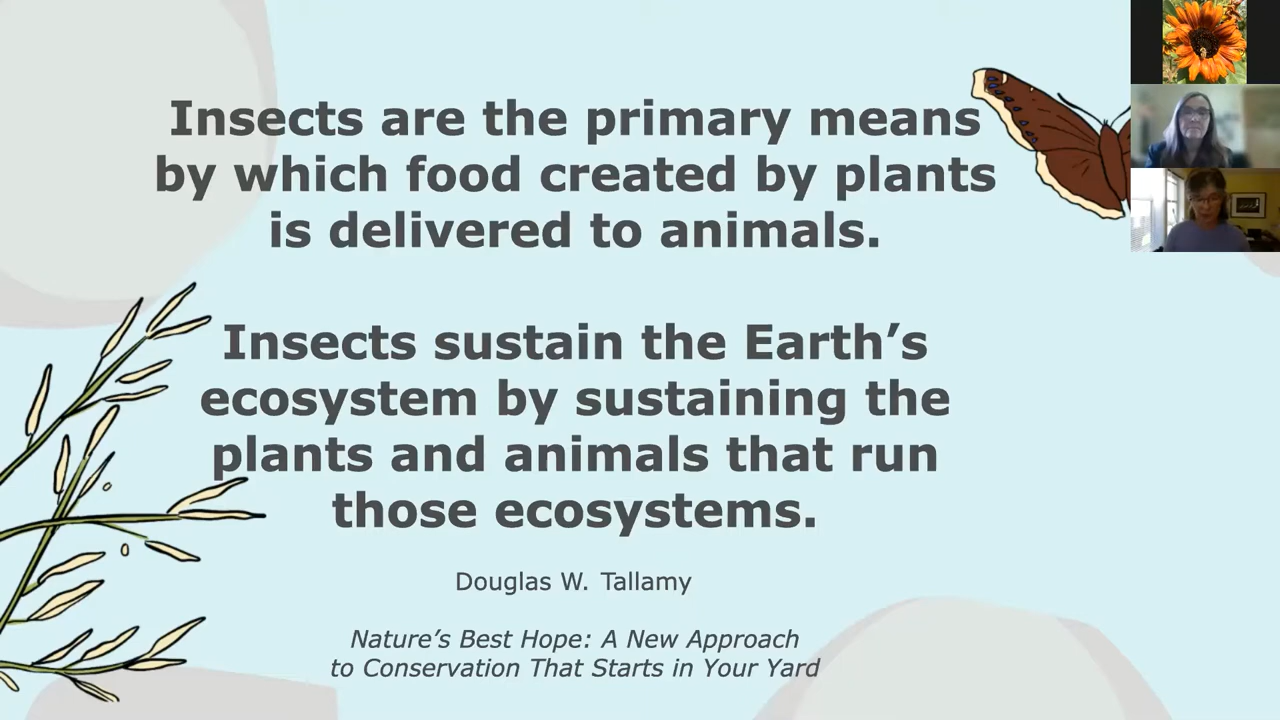 Insects are the primary means
by which food created by plants
is delivered to animals.
Insects sustain the Earth’s
ecosystem by sustaining the
plants and animals that run
those ecosystems.
Douglas W. Tallamy
Nature’s Best Hope: A New Approach
to Conservation That Starts in Your Yard